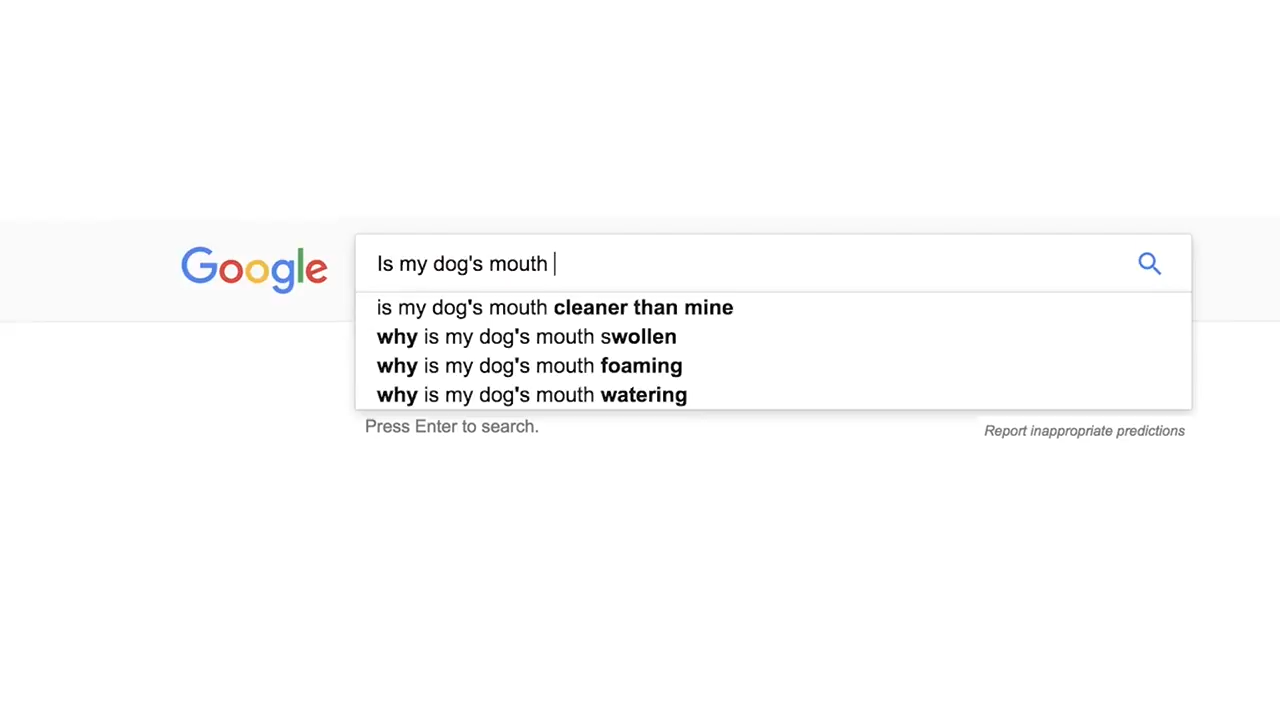 Google
Is my dog's mouth
is my dog's mouth cleaner than mine
why is my dog's mouth swollen
why is my dog's mouth foaming
why is my dog's mouth watering
Press Enter to search.
Report inappropriate predictions